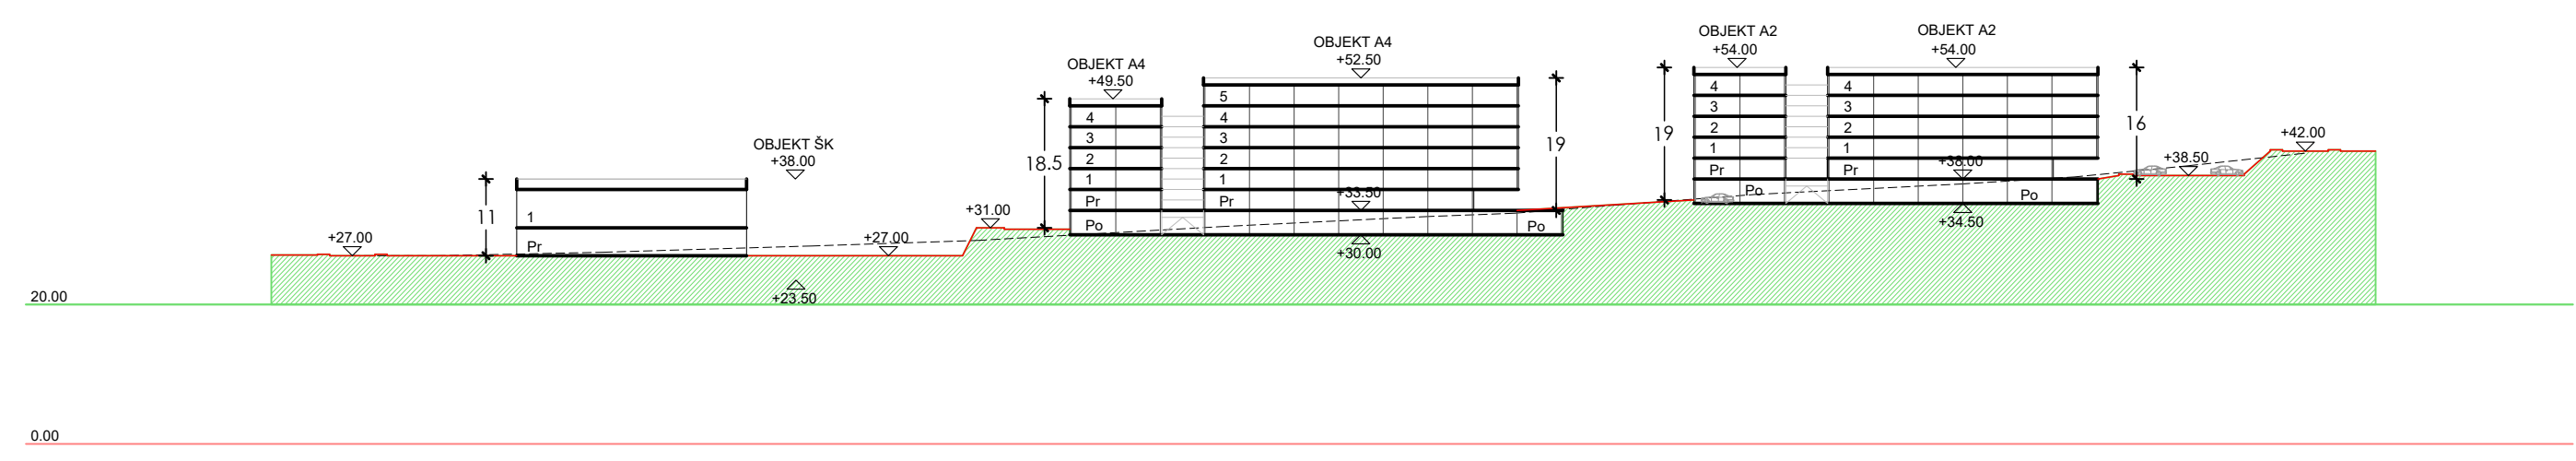 OBJEKT ŠK
+38.00
11
1
Pr
+27.00
+27.00
+23.50
+31.00
OBJEKT A4
+49.50
18.5
4
3
2
1
Pr
Po
OBJEKT A4
+52.50
5
4
3
2
1
Pr
+33.50
Po
+30.00
19
19
OBJEKT A2
+54.00
4
3
2
1
Pr
Po
OBJEKT A2
+54.00
4
3
2
1
Pr
+38.00
Po
+34.50
16
+38.50
+42.00
20.00
0.00